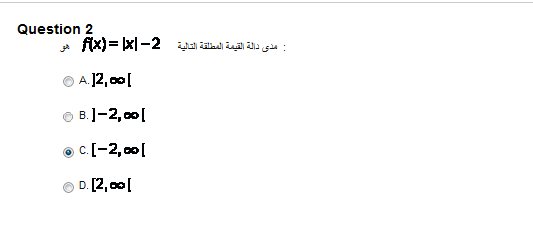 Question 2
: مدى دالة القيمة المطلقة التالية f(x)= |x| −2 هو
A. ]2,∞[
B. ]−2,∞[
C. [−2,∞[
D. [2,∞[